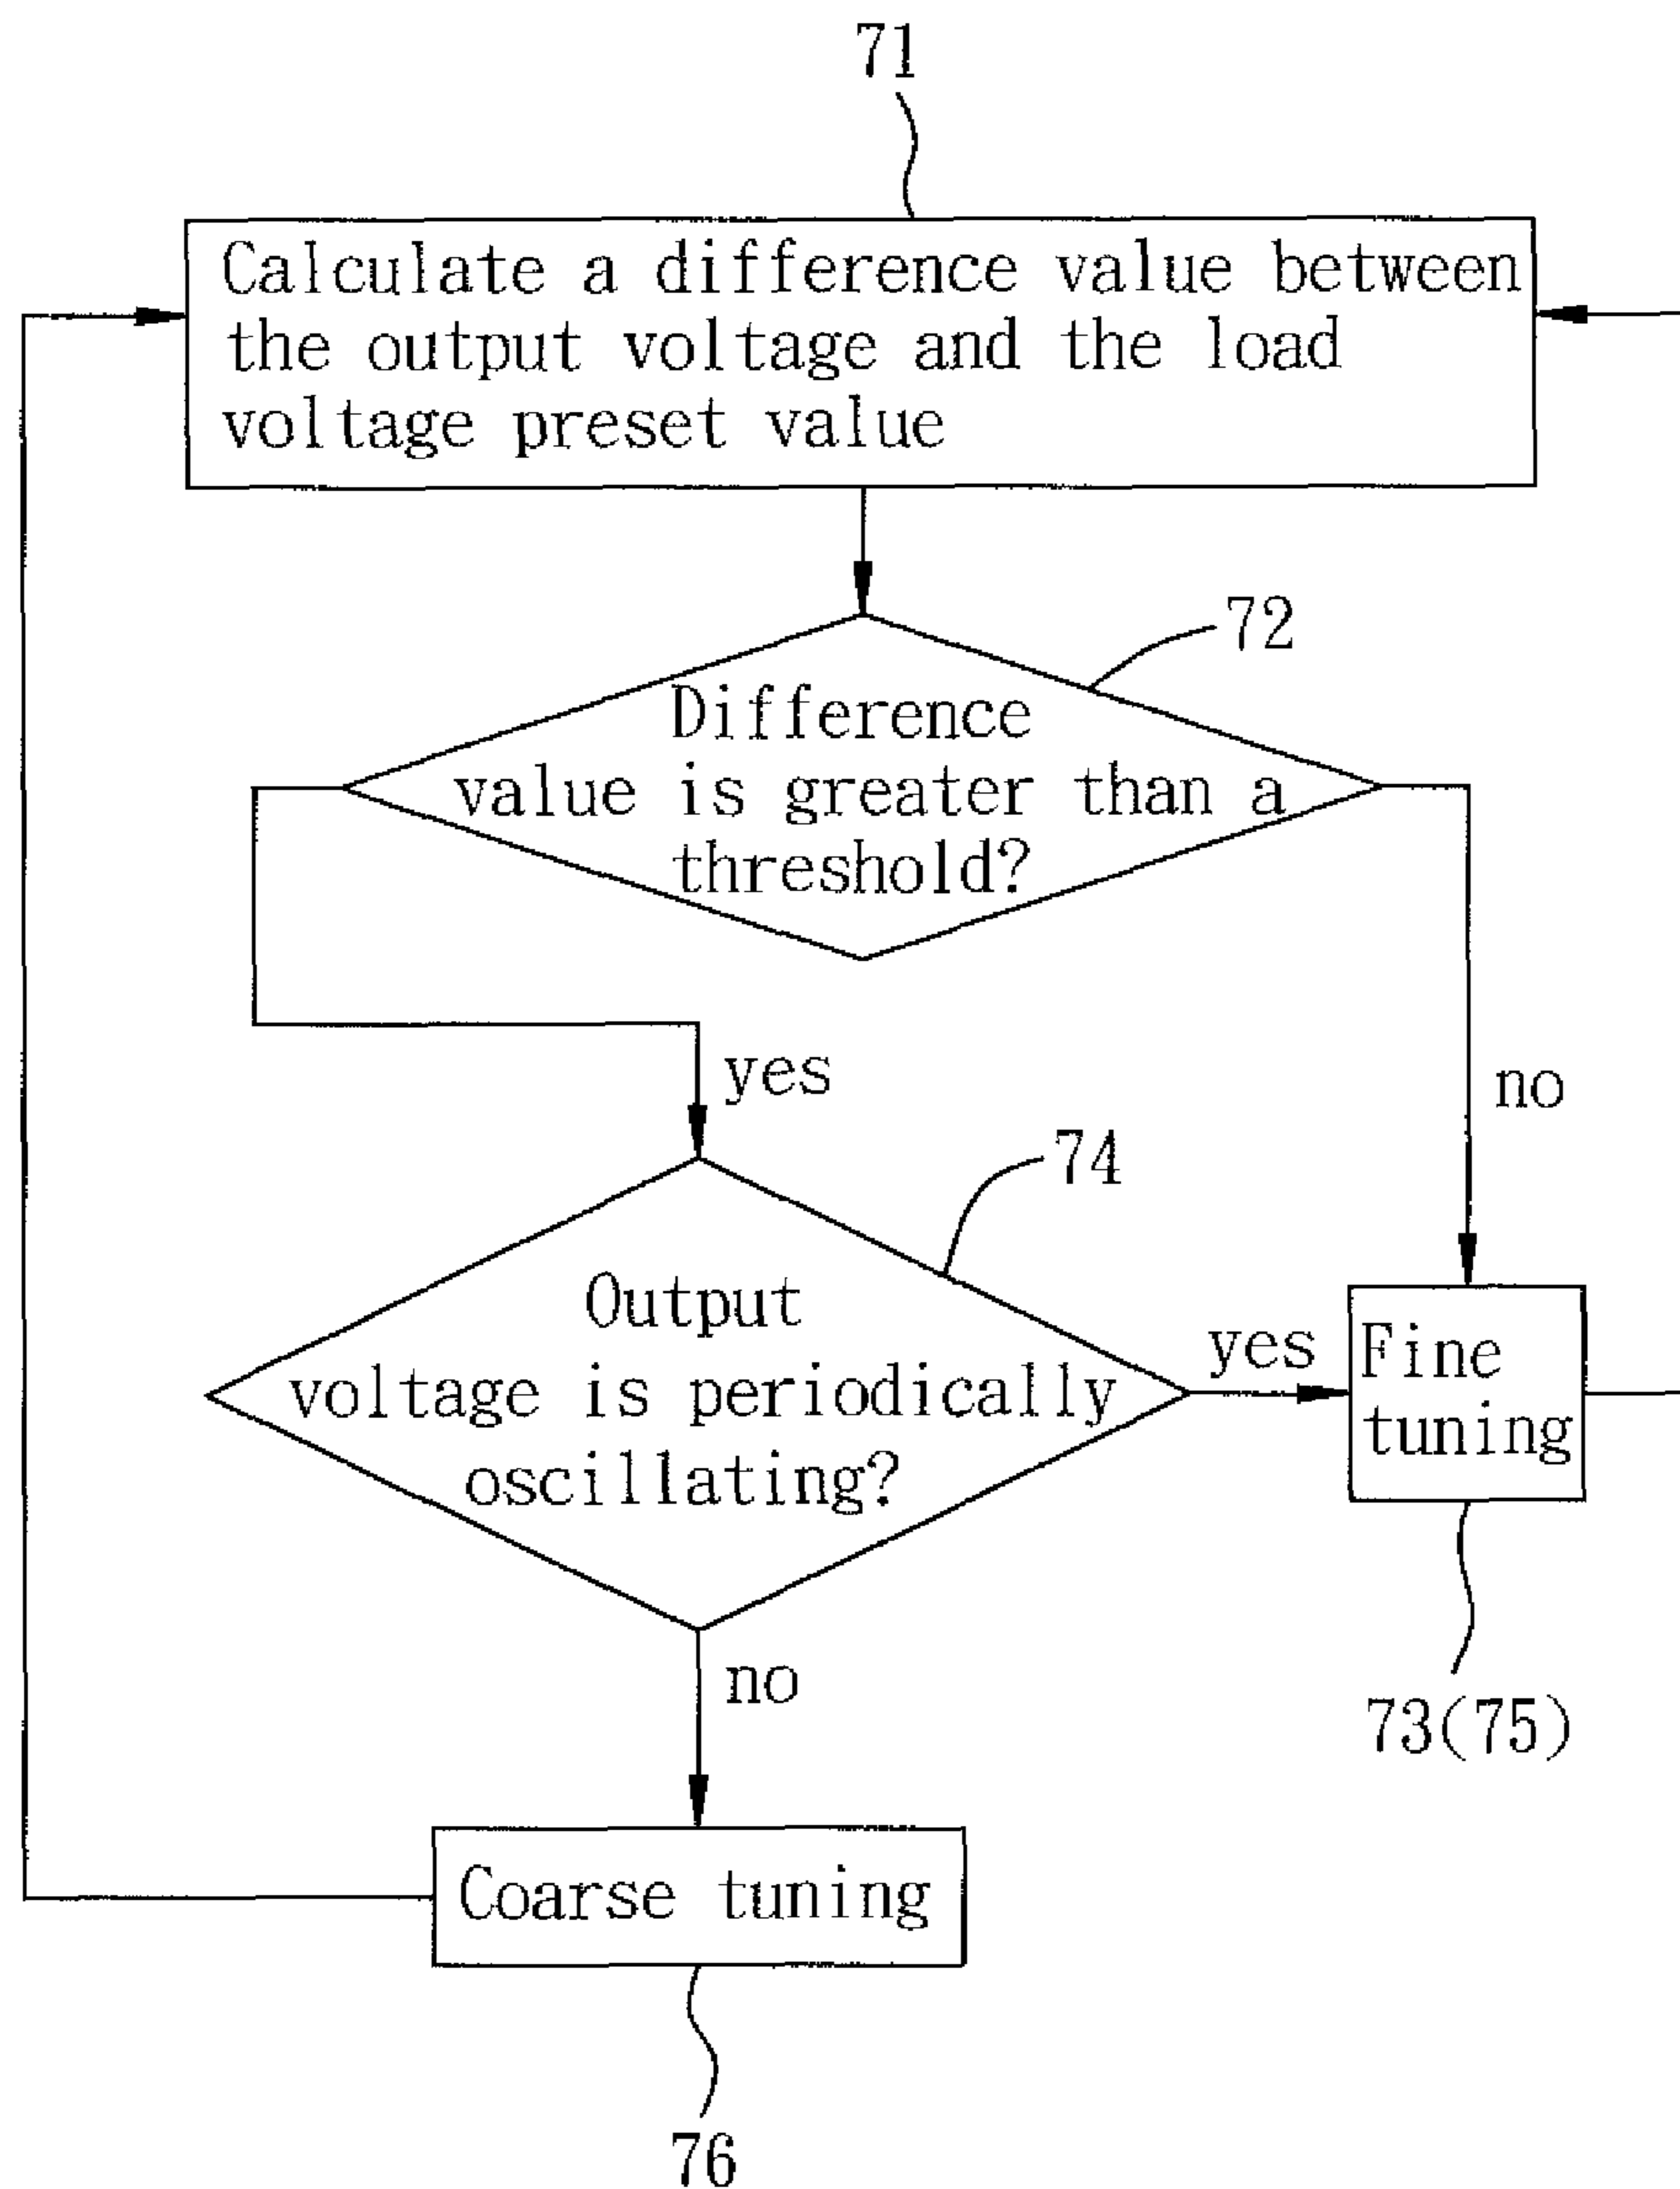 71
Calculate a difference value between
the output voltage and the load
voltage preset value
72
Difference
value is greater than a
threshold?
yes
no
74
Output
voltage is periodically
oscillating?
yes
Fine
tuning
no
73(75)
Coarse tuning
76